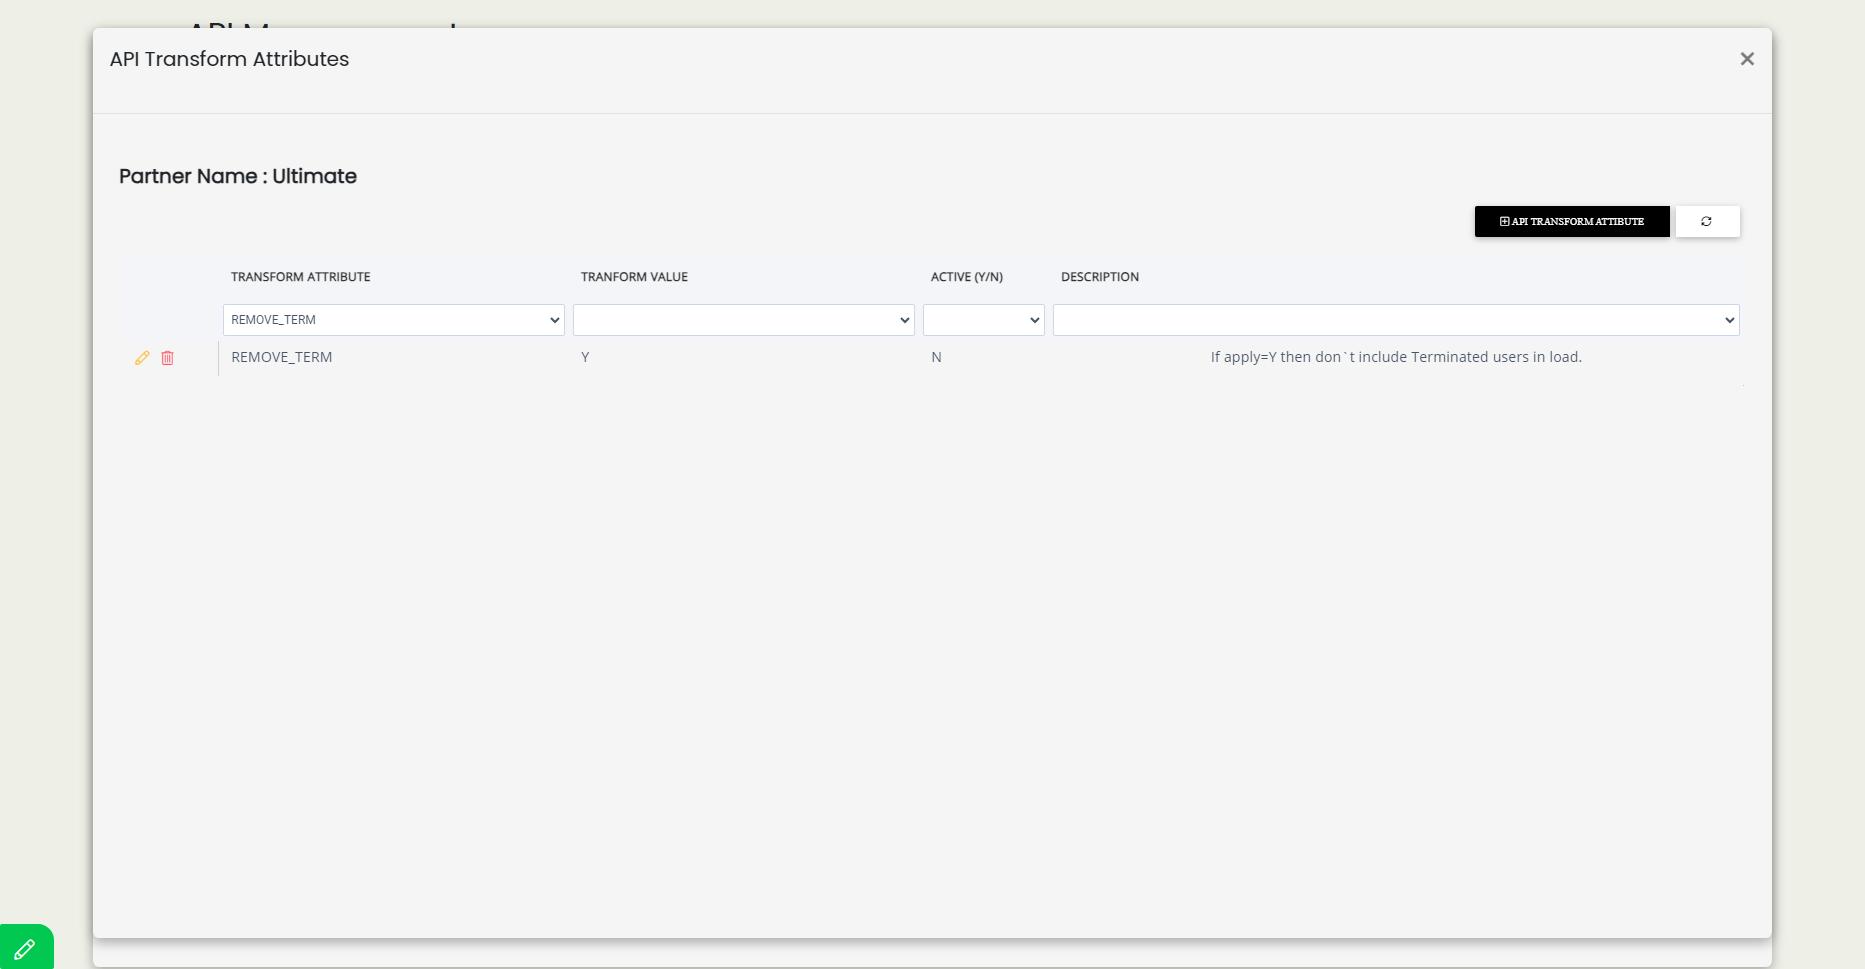 API Transform Attributes
Partner Name : Ultimate
API TRANSFORM ATTIBUTE
TRANSFORM ATTRIBUTE TRANFORM VALUE ACTIVE (Y/N) DESCRIPTION
REMOVE_TERM
REMOVE_TERM Y N If apply=Y then don`t include Terminated users in load.